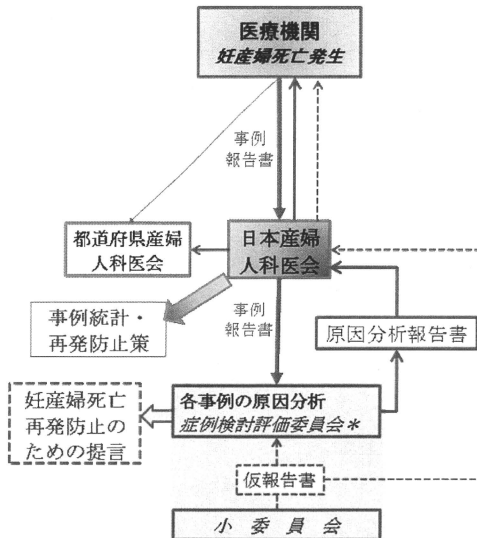 医療機関
妊産婦死亡発生
事例
報告書
都道府県産婦
人科医会
日本産婦
人科医会
事例統計・
再発防止策
事例
報告書
原因分析報告書
妊産婦死亡
再発防止の
ための提言
各事例の原因分析
症例検討評価委員会*
仮報告書
小 委 員 会